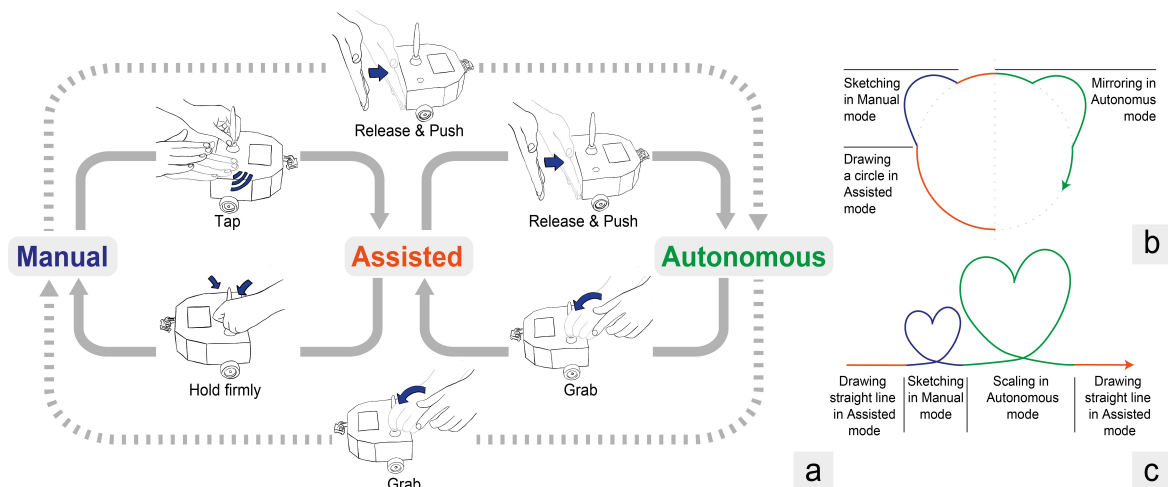 Release & Push
Tap
Release & Push
Manual
Assisted
Autonomous
Hold firmly
Grab
Grab
a
Sketching
in Manual
mode
Mirroring in
Autonomus
mode
Drawing
a circle in
Assisted
mode
b
Drawing
straight line
in Assisted
mode
Sketching
in Manual
mode
Scaling in
Autonomous
mode
Drawing
straight line
in Assisted
mode
c